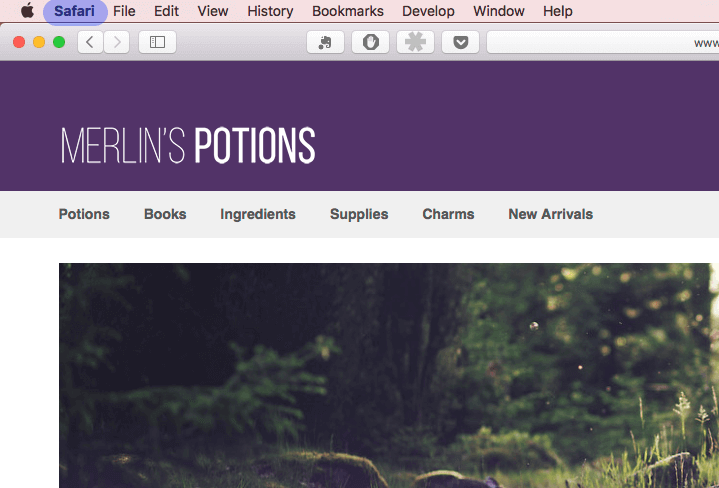 Safari File Edit View History Bookmarks Develop Window Help
www
MERLIN'S POTIONS
Potions Books Ingredients Supplies Charms New Arrivals